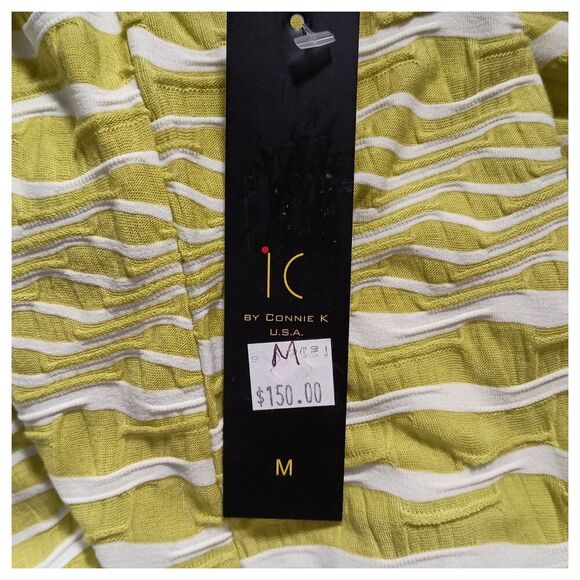 iC
BY CONNIE K
U.S.A.
M
$150.00
M